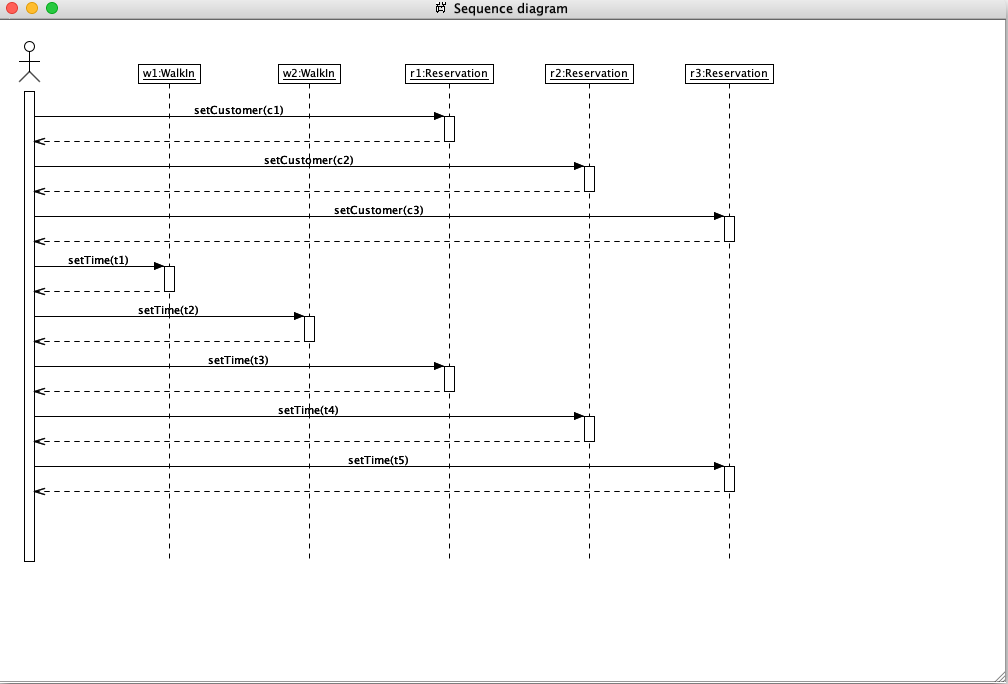 Sequence diagram
w1:WalkIn
w2:WalkIn
r1:Reservation
r2:Reservation
r3:Reservation
setCustomer(c1)
setCustomer(c2)
setCustomer(c3)
setTime(t1)
setTime(t2)
setTime(t3)
setTime(t4)
setTime(t5)